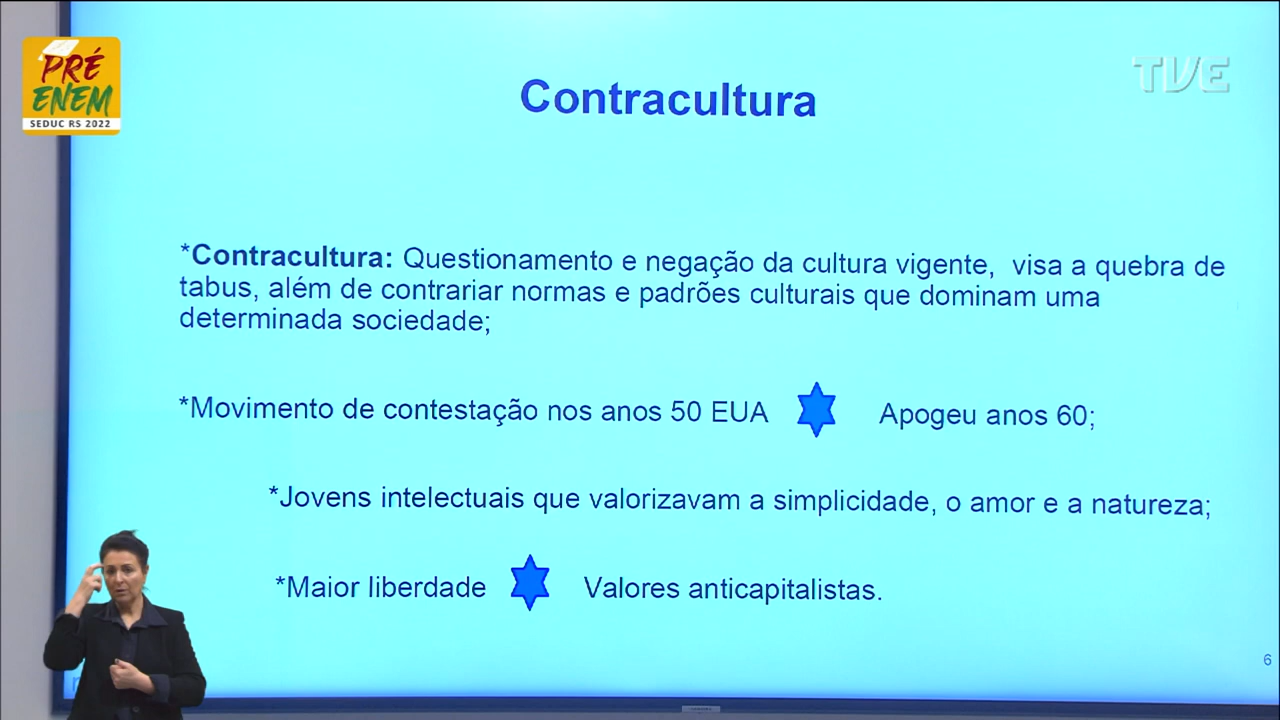 PRÉ
ENEM
SEDUC RS 2022
TVE
Contracultura
*Contracultura: Questionamento e negação da cultura vigente, visa a quebra de
tabus, além de contrariar normas e padrões culturais que dominam uma
determinada sociedade;
*Movimento de contestação nos anos 50 EUA Apogeu anos 60;
*Jovens intelectuais que valorizavam a simplicidade, o amor e a natureza;
*Maior liberdade Valores anticapitalistas.
6